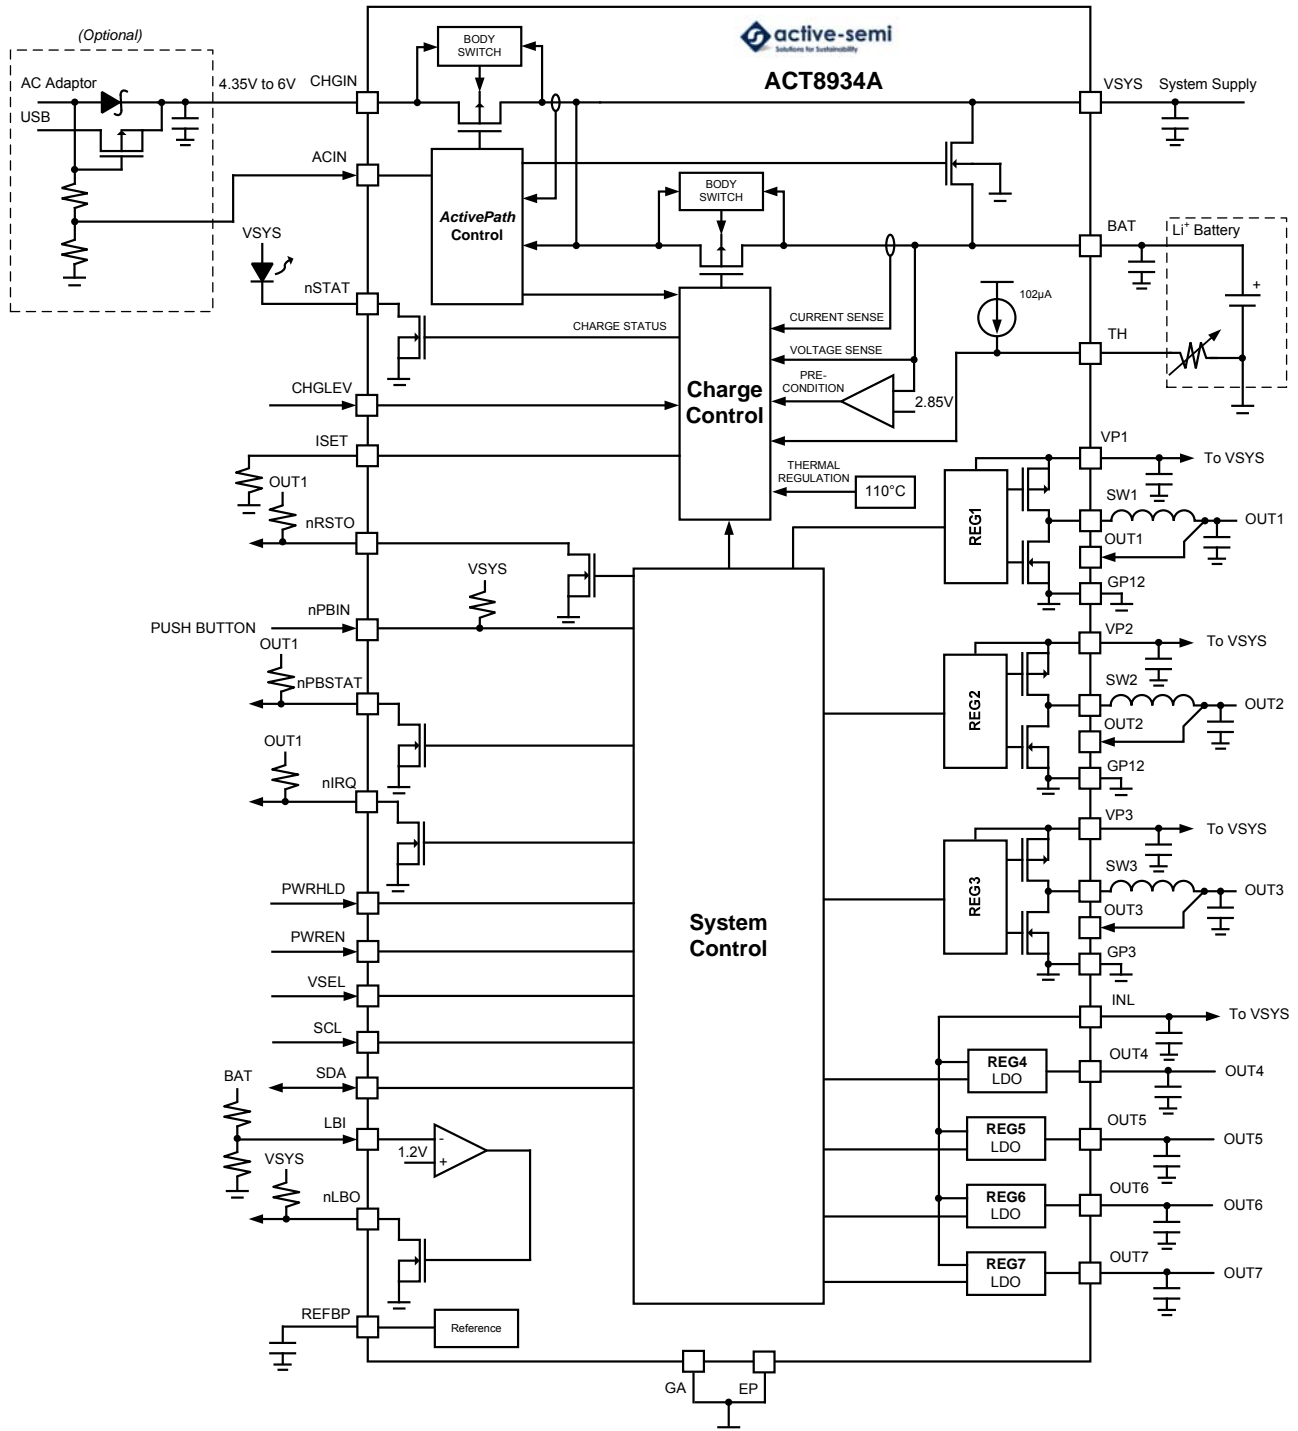 active-semi
Solutions for Sustainability
ACT8934A
(Optional)
AC Adaptor
USB
4.35V to 6V
CHGIN
BODY
SWITCH
VSYS
System Supply
ACIN
ActivePath
Control
BODY
SWITCH
BAT
Li+ Battery
+
VSYS
nSTAT
CHARGE STATUS
CURRENT SENSE
VOLTAGE SENSE
PRE-
CONDITION
2.85V
102µA
TH
Charge
Control
CHGLEV
ISET
THERMAL
REGULATION
110°C
OUT1
nRSTO
VSYS
nPBIN
PUSH BUTTON
OUT1
nPBSTAT
OUT1
nIRQ
PWRHLD
PWREN
VSEL
SCL
SDA
BAT
LBI
1.2V
-
+
VSYS
nLBO
REFBP
Reference
System
Control
VP1
To VSYS
REG1
SW1
OUT1
OUT1
GP12
VP2
To VSYS
REG2
SW2
OUT2
OUT2
GP12
VP3
To VSYS
REG3
SW3
OUT3
OUT3
GP3
INL
To VSYS
REG4
LDO
OUT4
OUT4
REG5
LDO
OUT5
OUT5
REG6
LDO
OUT6
OUT6
REG7
LDO
OUT7
OUT7
GA
EP